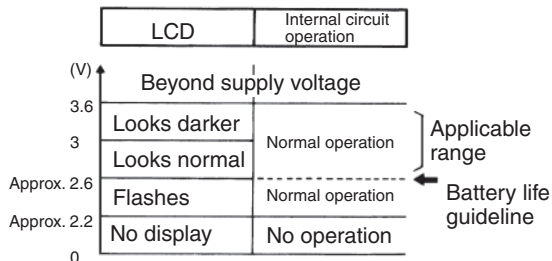 LCD
Internal circuit
operation
(V)
Beyond supply voltage
3.6
Looks darker
Normal operation
Applicable
range
3
Looks normal
Approx. 2.6
Battery life
guideline
Flashes
Normal operation
Approx. 2.2
No display
No operation
0